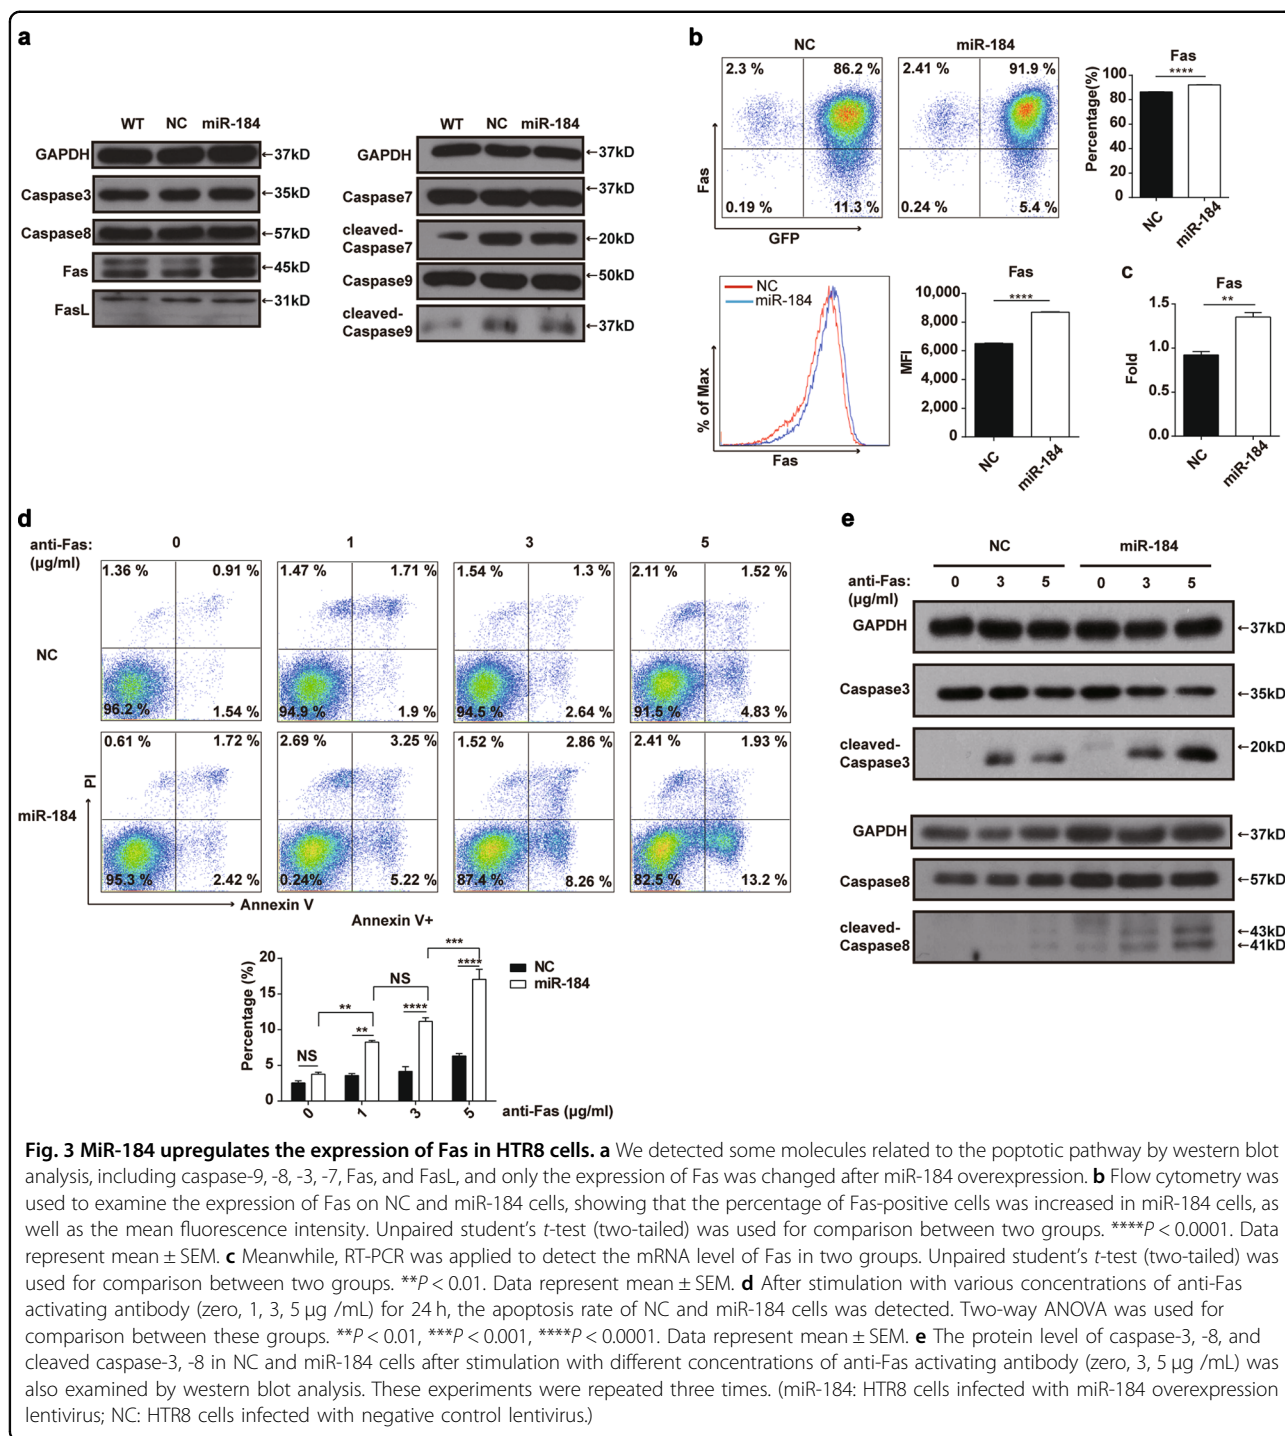 a
WT NC miR-184
GAPDH ←37kD
Caspase3 ←35kD
Caspase8 ←57kD
Fas ←45kD
FasL ←31kD
WT NC miR-184
GAPDH ←37kD
Caspase7 ←37kD
cleaved-
Caspase7 ←20kD
Caspase9 ←50kD
cleaved-
Caspase9 ←37kD
b
NC miR-184
2.3 % 86.2 % 2.41 % 91.9 %
0.19 % 11.3 % 0.24 % 5.4 %
Fas
GFP
Fas
****
Percentage(%)
100
80
60
40
20
0
NC
miR-184
NC
miR-184
% of Max
Fas
Fas
****
MFI
10,000
8,000
6,000
4,000
2,000
0
NC
miR-184
c
Fas
**
Fold
1.5
1.0
0.5
0.0
NC
miR-184
d
anti-Fas: 0 1 3 5
(μg/ml)
1.36 % 0.91 % 1.47 % 1.71 % 1.54 % 1.3 % 2.11 % 1.52 %
NC
96.2 % 1.54 % 94.9 % 1.9 % 94.5 % 2.64 % 91.5 % 4.83 %
0.61 % 1.72 % 2.69 % 3.25 % 1.52 % 2.86 % 2.41 % 1.93 %
PI
miR-184
95.3 % 2.42 % 0.24% 5.22 % 87.4 % 8.26 % 82.5 % 13.2 %
Annexin V
Annexin V+
Percentage (%)
20
15
10
5
0
NS ** ** NS **** *** ****
NC
miR-184
0 1 3 5 anti-Fas (μg/ml)
e
NC miR-184
anti-Fas: 0 3 5 0 3 5
(μg/ml)
GAPDH ←37kD
Caspase3 ←35kD
cleaved-
Caspase3 ←20kD
GAPDH ←37kD
Caspase8 ←57kD
cleaved-
Caspase8 ←43kD
←41kD
Fig. 3 MiR-184 upregulates the expression of Fas in HTR8 cells. a We detected some molecules related to the poptotic pathway by western blot
analysis, including caspase-9, -8, -3, -7, Fas, and FasL, and only the expression of Fas was changed after miR-184 overexpression. b Flow cytometry was
used to examine the expression of Fas on NC and miR-184 cells, showing that the percentage of Fas-positive cells was increased in miR-184 cells, as
well as the mean fluorescence intensity. Unpaired student's t-test (two-tailed) was used for comparison between two groups. ****P < 0.0001. Data
represent mean ± SEM. c Meanwhile, RT-PCR was applied to detect the mRNA level of Fas in two groups. Unpaired student's t-test (two-tailed) was
used for comparison between two groups. **P < 0.01. Data represent mean ± SEM. d After stimulation with various concentrations of anti-Fas
activating antibody (zero, 1, 3, 5 μg /mL) for 24 h, the apoptosis rate of NC and miR-184 cells was detected. Two-way ANOVA was used for
comparison between these groups. **P < 0.01, ***P < 0.001, ****P < 0.0001. Data represent mean ± SEM. e The protein level of caspase-3, -8, and
cleaved caspase-3, -8 in NC and miR-184 cells after stimulation with different concentrations of anti-Fas activating antibody (zero, 3, 5 μg /mL) was
also examined by western blot analysis. These experiments were repeated three times. (miR-184: HTR8 cells infected with miR-184 overexpression
lentivirus; NC: HTR8 cells infected with negative control lentivirus.)